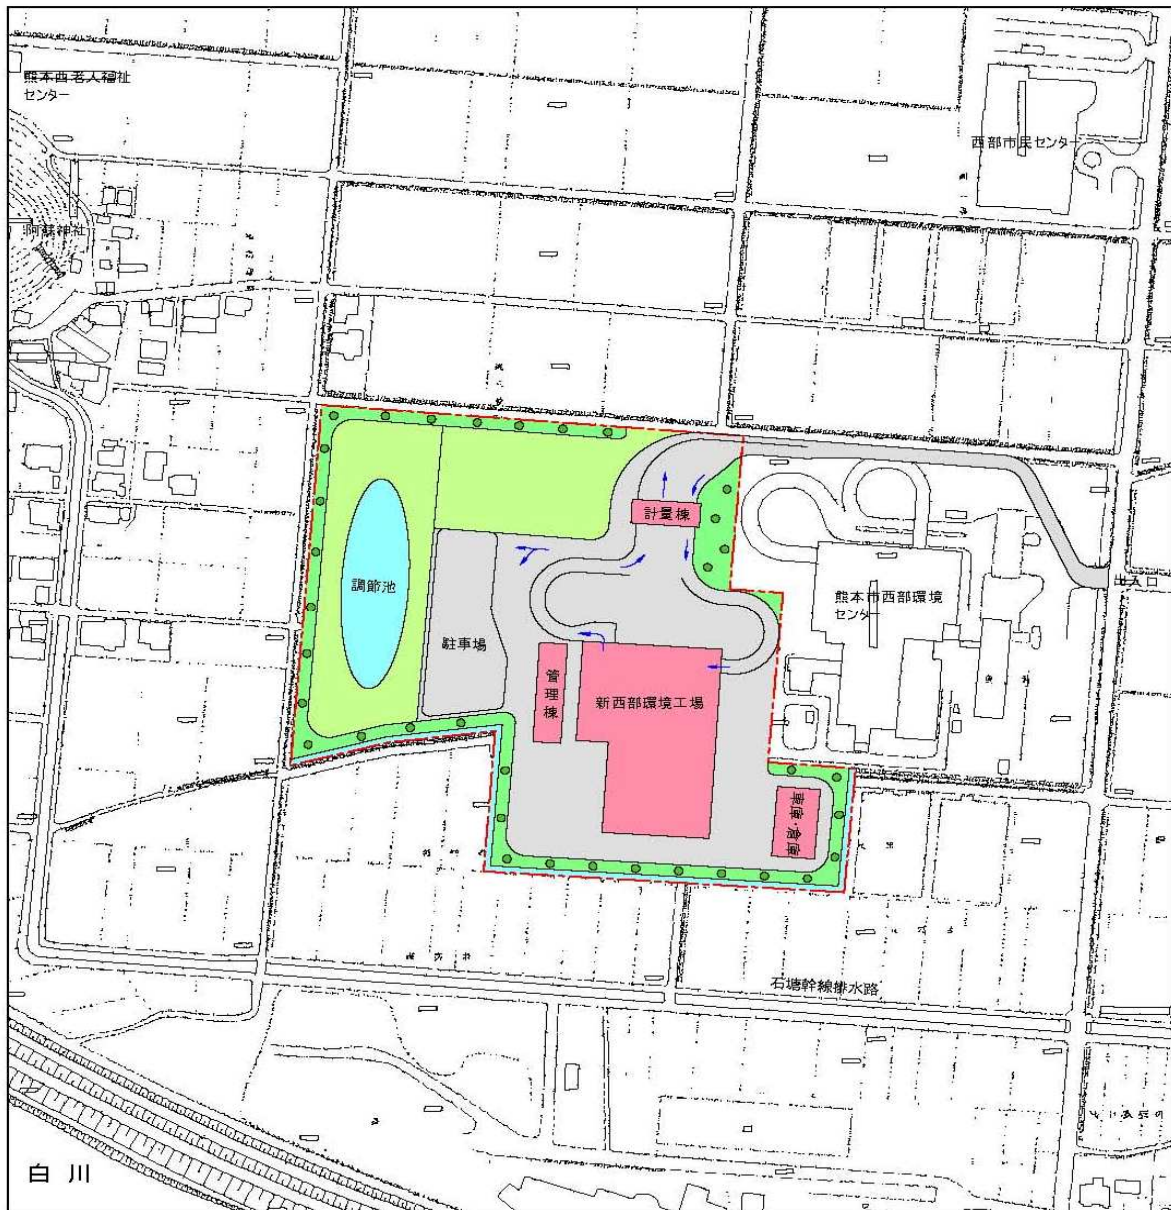 熊本西老人福祉
センター
西部市民センター
阿蘇神社
計量棟
調節池
出入口
熊本市西部環境
センター
駐車場
管理棟
新西部環境工場
車庫・倉庫
石塘幹線排水路
白川